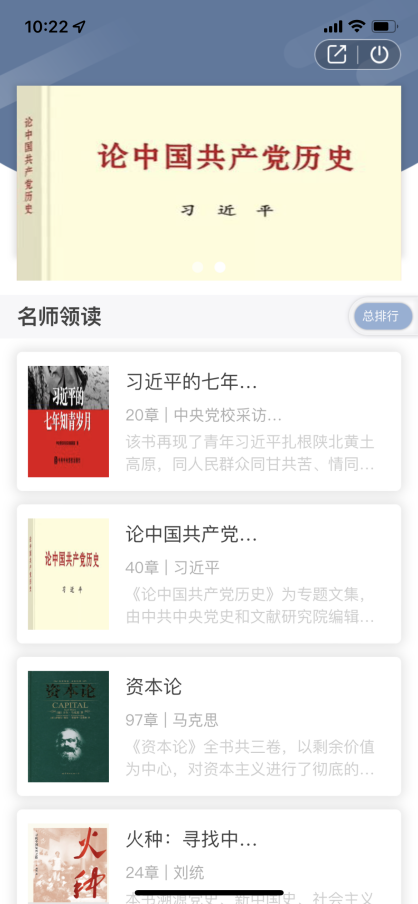 10:22
论中国共产党历史
论中国共产党历史
习 近 平
名师领读
总排行
习近平的
七年知青岁月
习近平的七年…
20章 | 中央党校采访…
该书再现了青年习近平扎根陕北黄土
高原，同人民群众同甘共苦、情同…
论中国共产党历史
论中国共产党历史
习 近 平
论中国共产党…
40章 | 习近平
《论中国共产党历史》为专题文集，
由中共中央党史和文献研究院编辑…
资本论
CAPITAL
资本论
97章 | 马克思
《资本论》全书共三卷，以剩余价值
为中心，对资本主义进行了彻底的…
火种
火种：寻找中…
24章 | 刘统
本书溯源党史、新中国史、社会主义